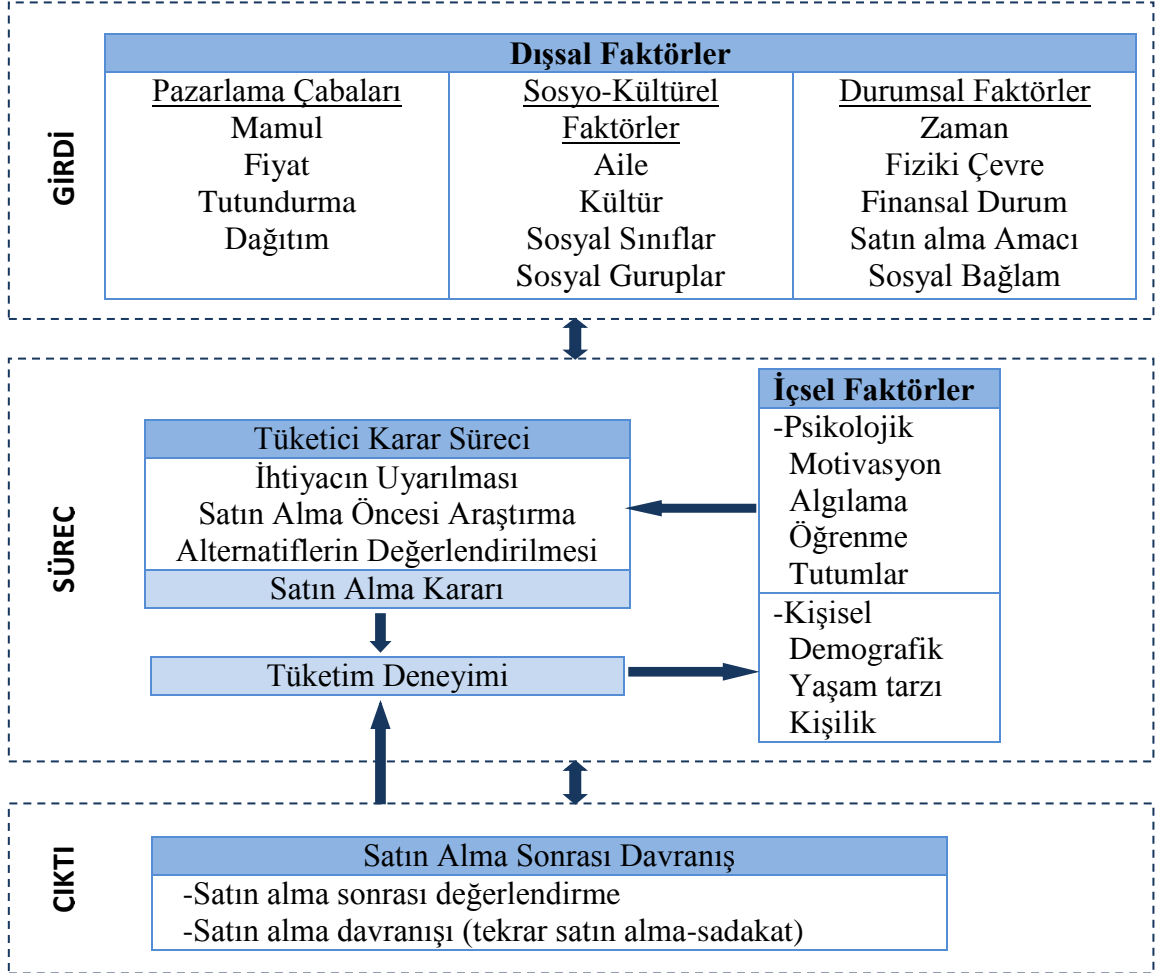 GİRDİ
Dışsal Faktörler
Pazarlama Çabaları
Mamul
Fiyat
Tutundurma
Dağıtım
Sosyo-Kültürel
Faktörler
Aile
Kültür
Sosyal Sınıflar
Sosyal Guruplar
Durumsal Faktörler
Zaman
Fiziki Çevre
Finansal Durum
Satın alma Amacı
Sosyal Bağlam
SÜREC
Tüketici Karar Süreci
İhtiyacın Uyarılması
Satın Alma Öncesi Araştırma
Alternatiflerin Değerlendirilmesi
Satın Alma Kararı
Tüketim Deneyimi
İçsel Faktörler
-Psikolojik
Motivasyon
Algılama
Öğrenme
Tutumlar
-Kişisel
Demografik
Yaşam tarzı
Kişilik
CIKTI
Satın Alma Sonrası Davranış
-Satın alma sonrası değerlendirme
-Satın alma davranışı (tekrar satın alma-sadakat)